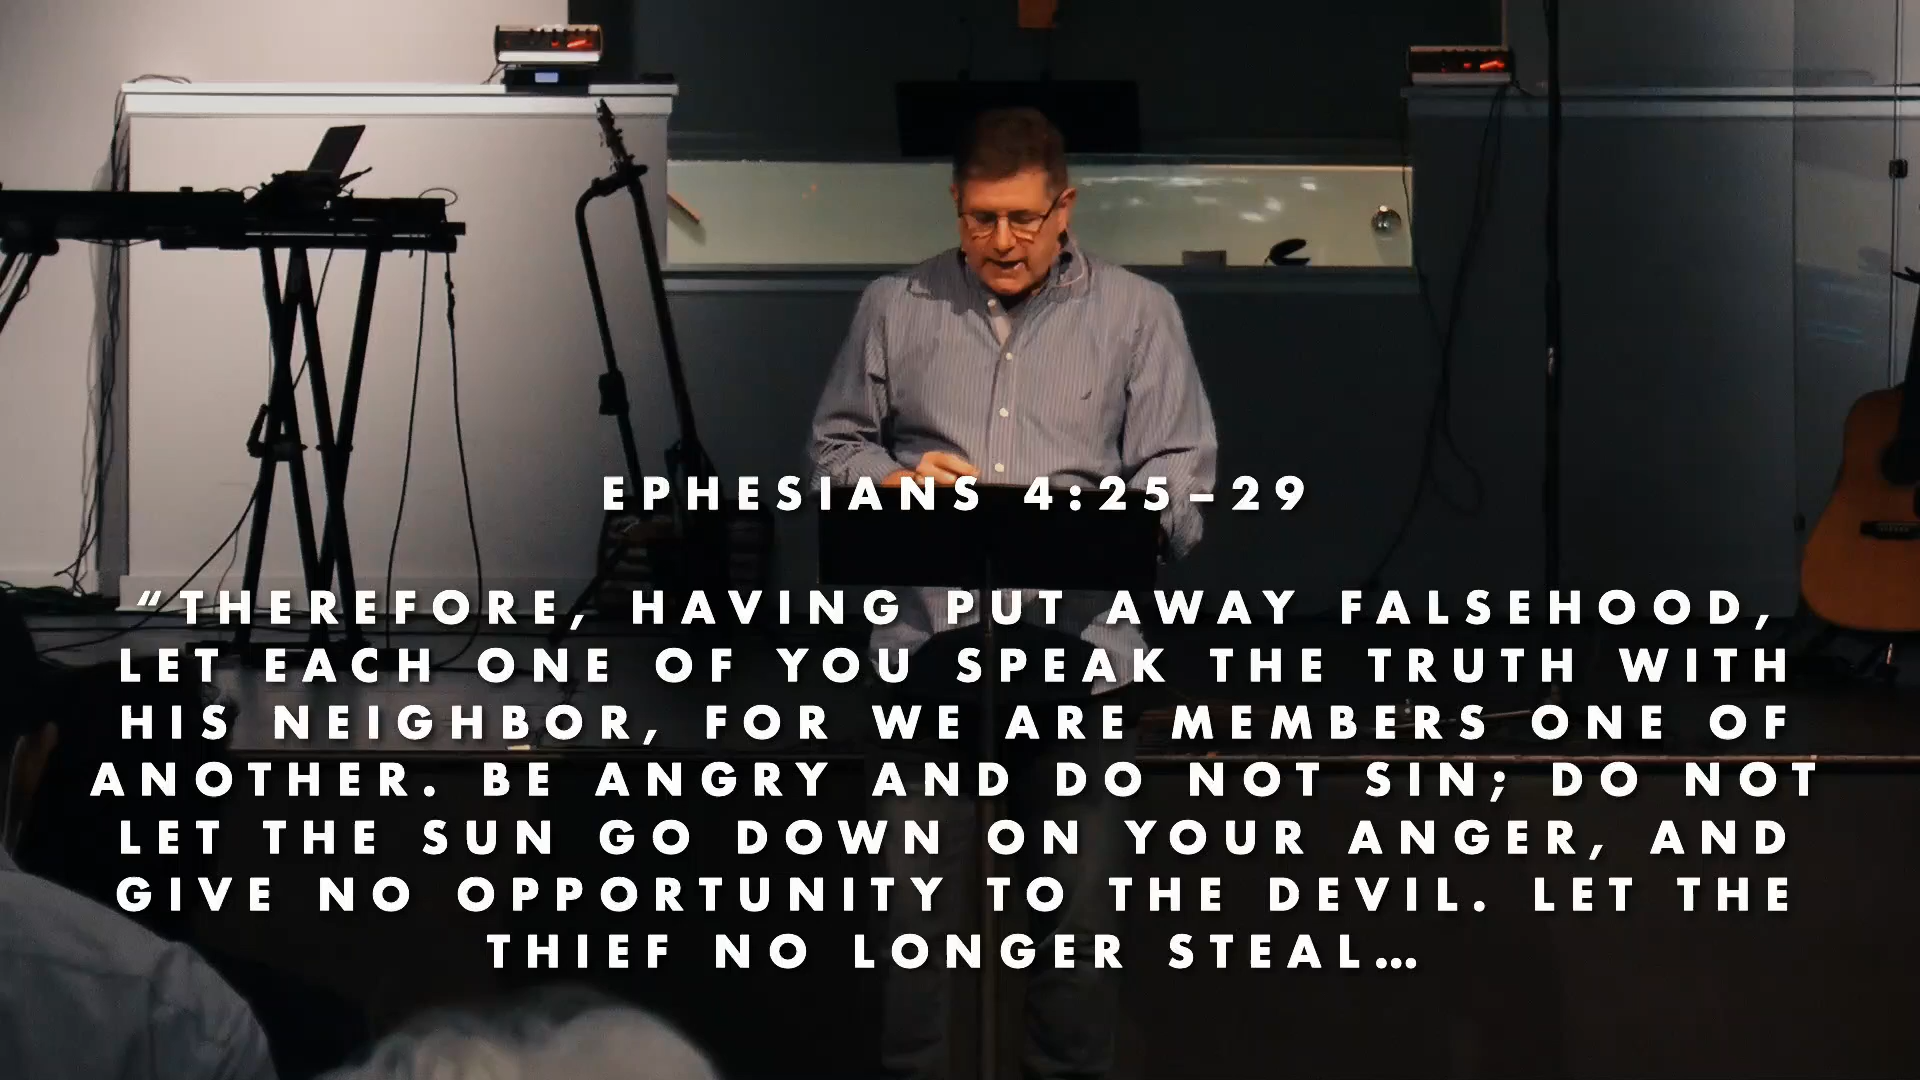 EPHESIANS 4:25–29
“THEREFORE, HAVING PUT AWAY FALSEHOOD,
LET EACH ONE OF YOU SPEAK THE TRUTH WITH
HIS NEIGHBOR, FOR WE ARE MEMBERS ONE OF
ANOTHER. BE ANGRY AND DO NOT SIN; DO NOT
LET THE SUN GO DOWN ON YOUR ANGER, AND
GIVE NO OPPORTUNITY TO THE DEVIL. LET THE
THIEF NO LONGER STEAL…